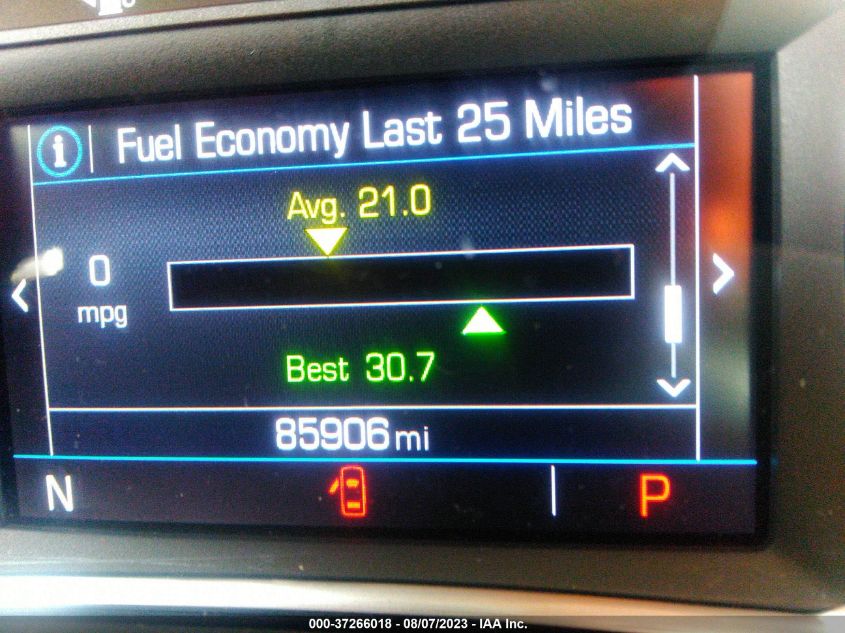 Fuel Economy Last 25 Miles
Avg. 21.0
0
mpg
Best 30.7
85906 mi
N P
000-37266018 - 08/07/2023 - IAA Inc.